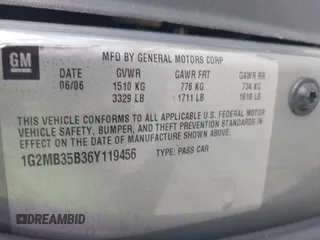 GM
MFD BY GENERAL MOTORS CORP
DATE GVWR GAWR FRT GAWR RR
06/06 1510 KG 776 KG 734 KG
3329 LB 1711 LB 1618 LB
THIS VEHICLE CONFORMS TO ALL APPLICABLE U.S. FEDERAL MOTOR
VEHICLE SAFETY, BUMPER, AND THEFT PREVENTION STANDARDS IN
EFFECT ON THE DATE OF MANUFACTURE SHOWN ABOVE.
1G2MB35B36Y119456 TYPE: PASS CAR
DREAMBID